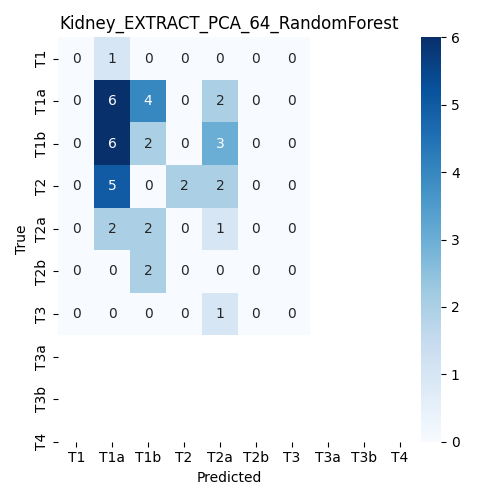 Kidney_EXTRACT_PCA_64_RandomForest
T1 0 1 0 0 0 0 0
T1a 0 6 4 0 2 0 0
T1b 0 6 2 0 3 0 0
T2 0 5 0 2 2 0 0
T2a 0 2 2 0 1 0 0
T2b 0 0 2 0 0 0 0
T3 0 0 0 0 1 0 0
T3a
T3b
T4
True
T1 T1a T1b T2 T2a T2b T3 T3a T3b T4
Predicted
6
5
4
3
2
1
0